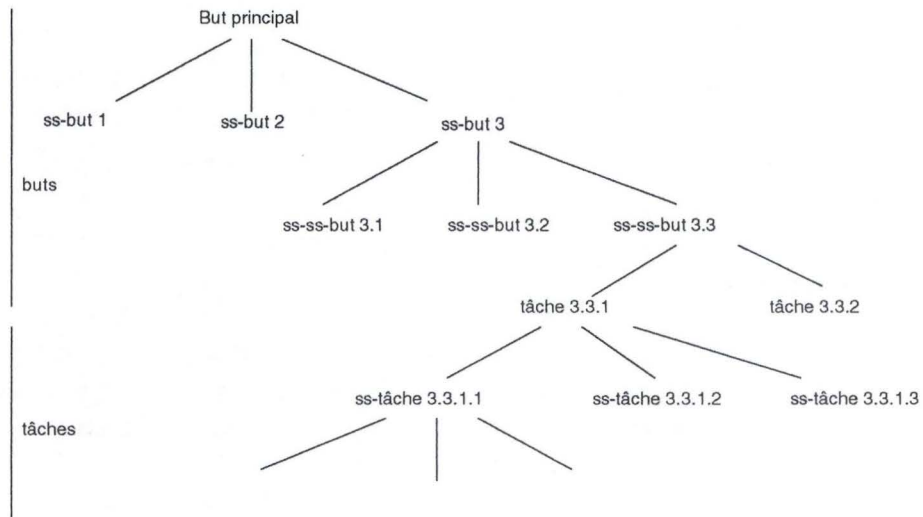 But principal
ss-but 1
ss-but 2
ss-but 3
buts
ss-ss-but 3.1
ss-ss-but 3.2
ss-ss-but 3.3
tâche 3.3.1
tâche 3.3.2
ss-tâche 3.3.1.1
ss-tâche 3.3.1.2
ss-tâche 3.3.1.3
tâches